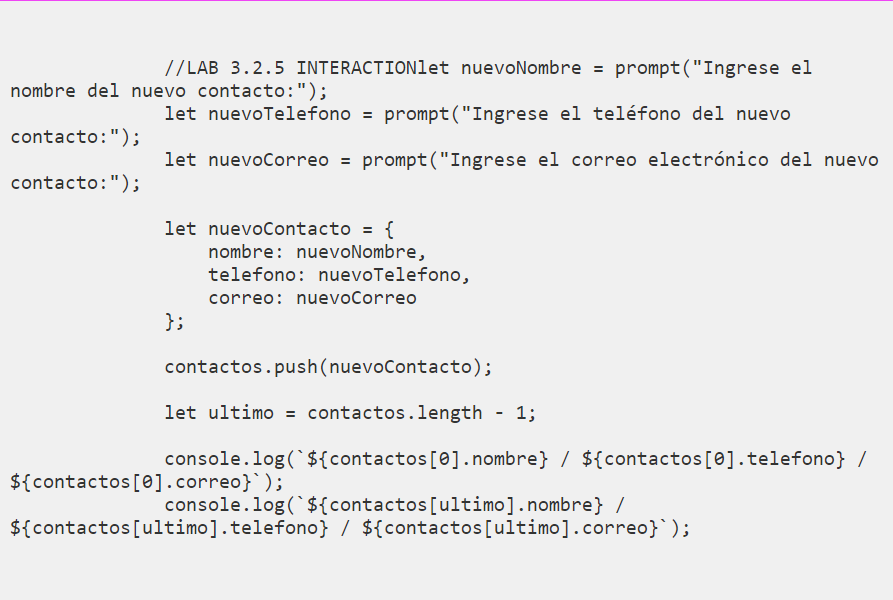 //LAB 3.2.5 INTERACTIONlet nuevoNombre = prompt("Ingrese el
nombre del nuevo contacto:");
let nuevoTelefono = prompt("Ingrese el teléfono del nuevo
contacto:");
let nuevoCorreo = prompt("Ingrese el correo electrónico del nuevo
contacto:");
let nuevoContacto = {
nombre: nuevoNombre,
telefono: nuevoTelefono,
correo: nuevoCorreo
};
contactos.push(nuevoContacto);
let ultimo = contactos.length - 1;
console.log(`${contactos[0].nombre} / ${contactos[0].telefono} /
${contactos[0].correo}`);
console.log(`${contactos[ultimo].nombre} /
${contactos[ultimo].telefono} / ${contactos[ultimo].correo}`);